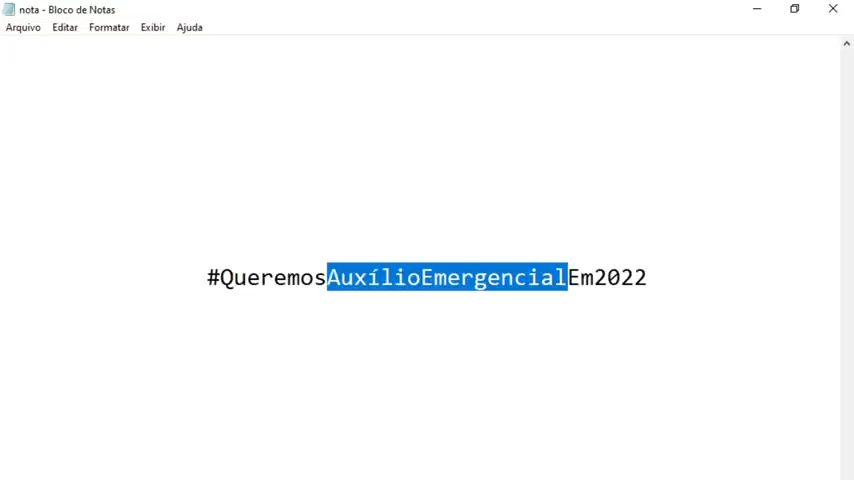 nota - Bloco de Notas
Arquivo Editar Formatar Exibir Ajuda
#QueremosAuxílioEmergencialEm2022